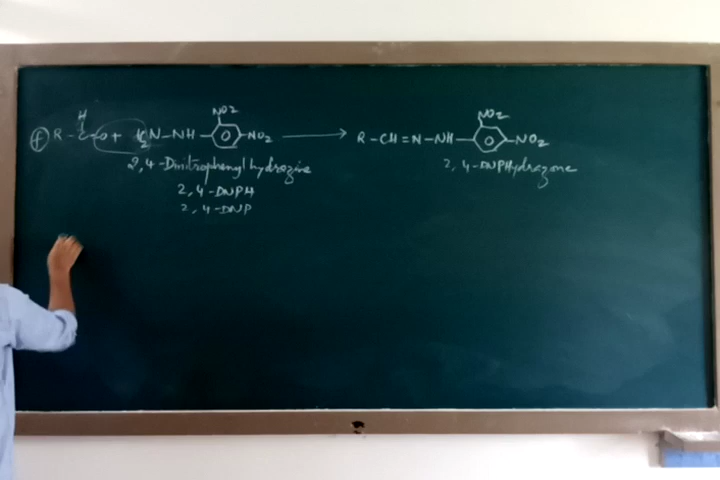 NO2 NO2
H
(f) R - C - O + H2N - NH - NO2 ⟶ R - CH = N - NH - NO2
2, 4 - Dinitrophenyl hydrozine 2, 4 - DNPHydrazone
2, 4 - DNPH
2, 4 - DNP